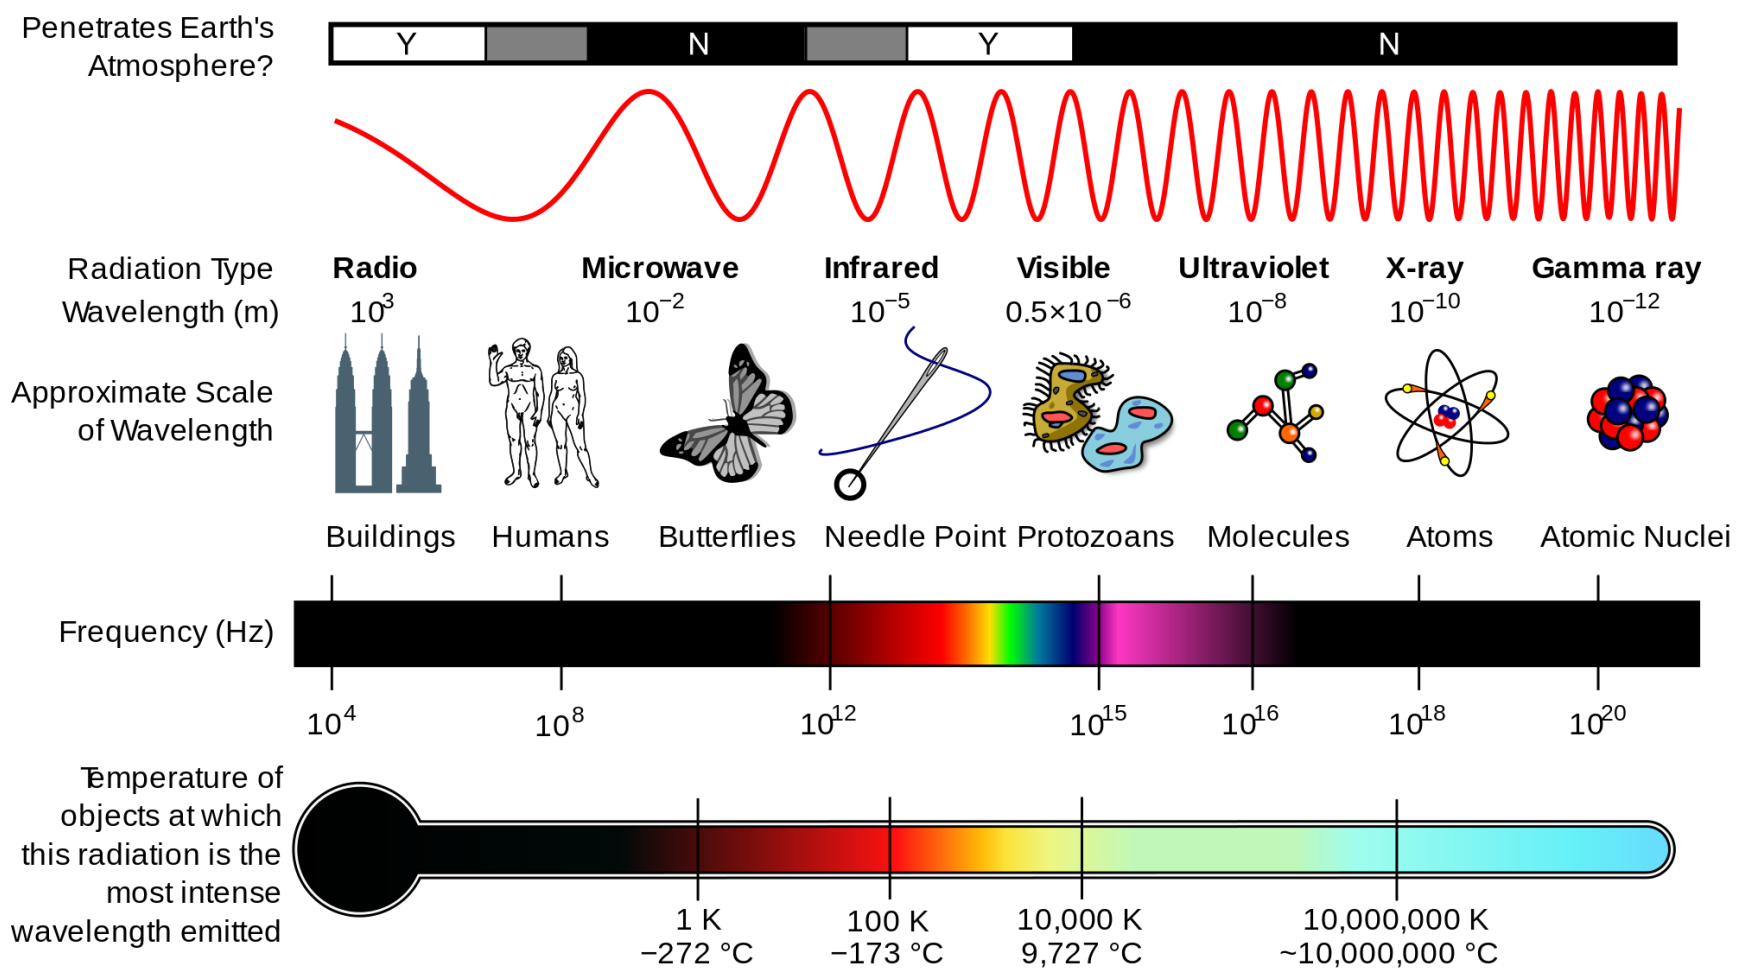 Penetrates Earth's
Atmosphere?
Y N Y N
Radiation Type Radio Microwave Infrared Visible Ultraviolet X-ray Gamma ray
Wavelength (m) 10³ 10⁻² 10⁻⁵ 0.5×10⁻⁶ 10⁻⁸ 10⁻¹⁰ 10⁻¹²
Approximate Scale
of Wavelength
Buildings Humans Butterflies Needle Point Protozoans Molecules Atoms Atomic Nuclei
Frequency (Hz)
10⁴ 10⁸ 10¹² 10¹⁵ 10¹⁶ 10¹⁸ 10²⁰
Temperature of
objects at which
this radiation is the
most intense
wavelength emitted
1 K 100 K 10,000 K 10,000,000 K
−272 °C −173 °C 9,727 °C ~10,000,000 °C